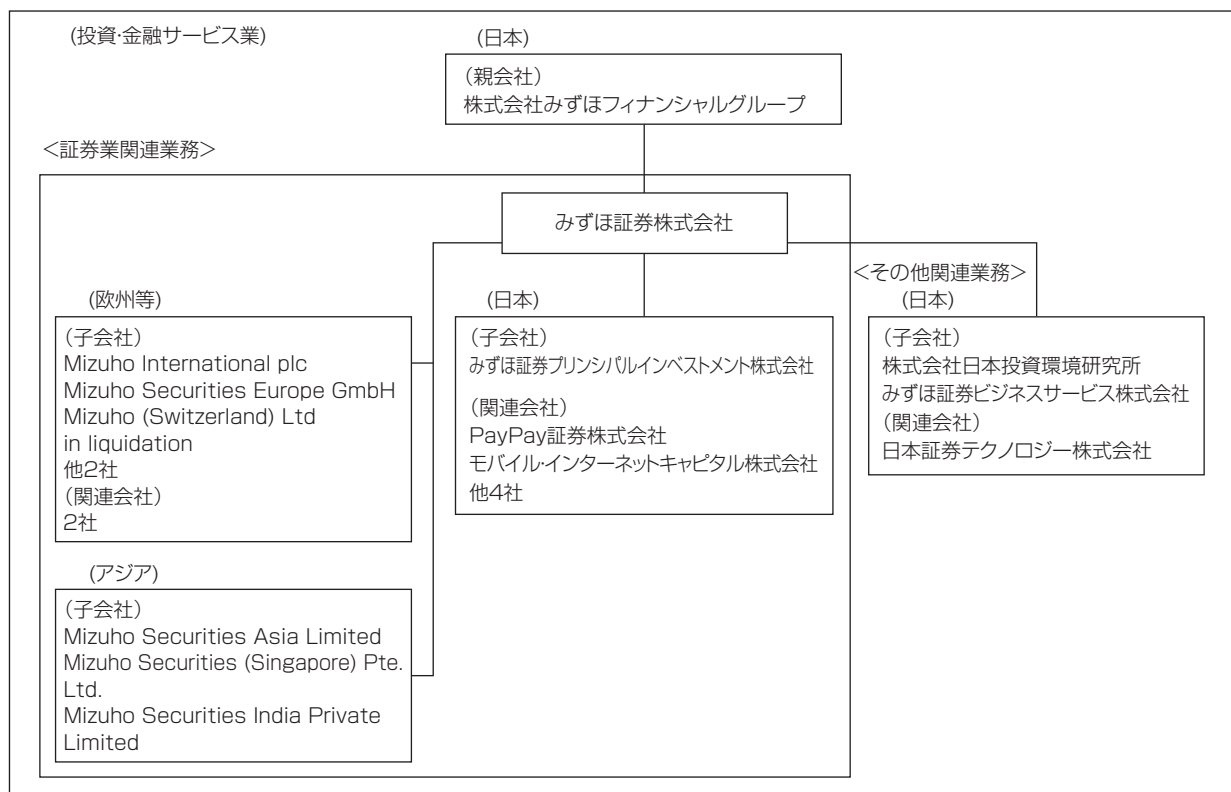 (投資・金融サービス業)
(日本)
(親会社)
株式会社みずほフィナンシャルグループ
<証券業関連業務>
みずほ証券株式会社
(欧州等)
(子会社)
Mizuho International plc
Mizuho Securities Europe GmbH
Mizuho (Switzerland) Ltd
in liquidation
他2社
(関連会社)
2社
(日本)
(子会社)
みずほ証券プリンシパルインベストメント株式会社
(関連会社)
PayPay証券株式会社
モバイル・インターネットキャピタル株式会社
他4社
<その他関連業務>
(日本)
(子会社)
株式会社日本投資環境研究所
みずほ証券ビジネスサービス株式会社
(関連会社)
日本証券テクノロジー株式会社
(アジア)
(子会社)
Mizuho Securities Asia Limited
Mizuho Securities (Singapore) Pte.
Ltd.
Mizuho Securities India Private
Limited